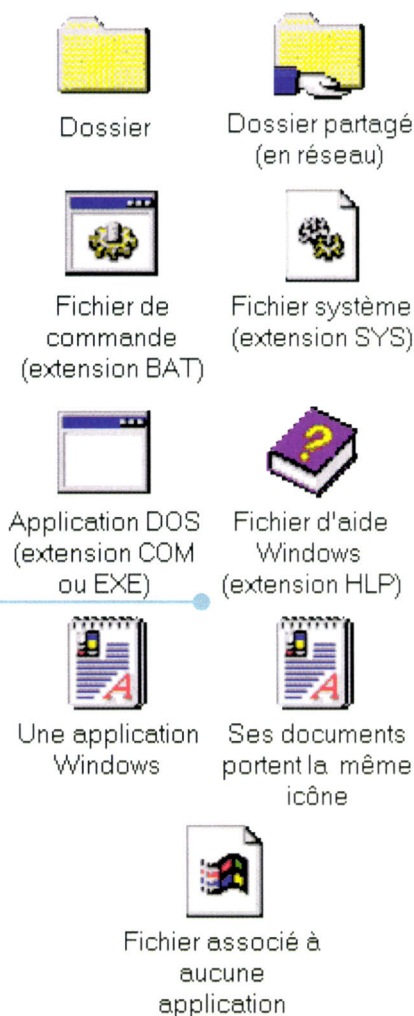 Dossier
Dossier partagé
(en réseau)
Fichier de
commande
(extension BAT)
Fichier système
(extension SYS)
Application DOS
(extension COM
ou EXE)
Fichier d'aide
Windows
(extension HLP)
Une application
Windows
Ses documents
portent la même
icône
Fichier associé à
aucune
application